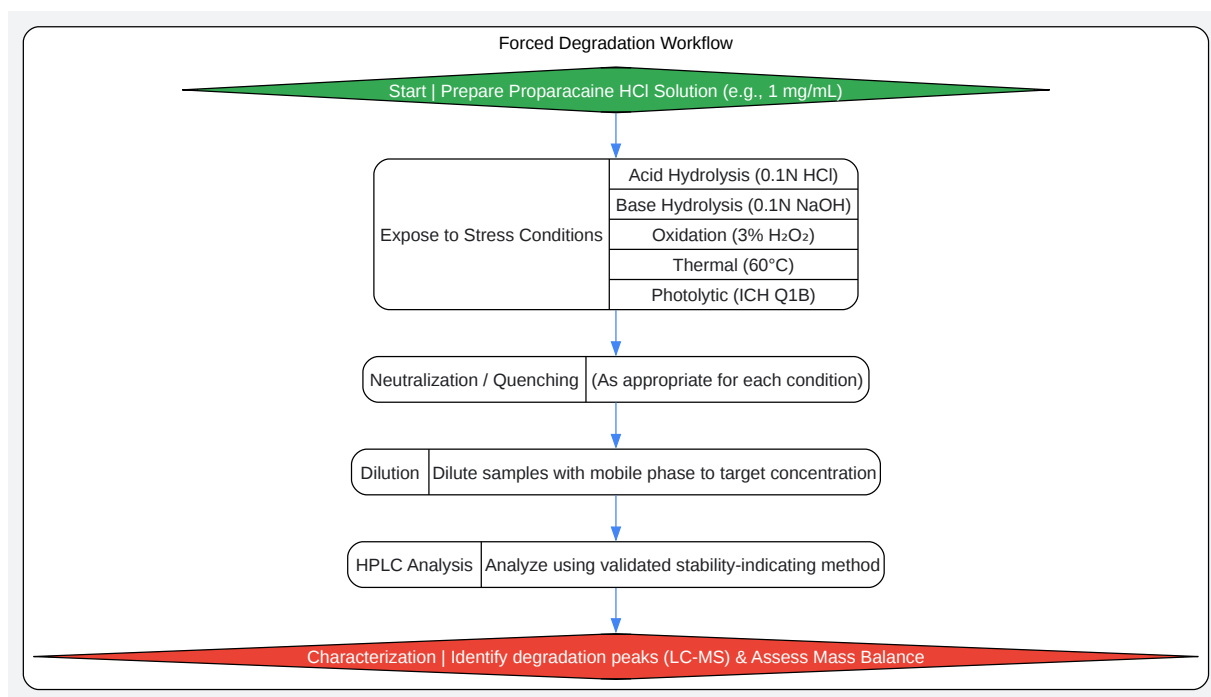 Forced Degradation Workflow
Start | Prepare Proparacaine HCl Solution (e.g., 1 mg/mL)
Expose to Stress Conditions
Acid Hydrolysis (0.1N HCl)
Base Hydrolysis (0.1N NaOH)
Oxidation (3% H₂O₂)
Thermal (60°C)
Photolytic (ICH Q1B)
Neutralization / Quenching
(As appropriate for each condition)
Dilution
Dilute samples with mobile phase to target concentration
HPLC Analysis
Analyze using validated stability-indicating method
Characterization | Identify degradation peaks (LC-MS) & Assess Mass Balance